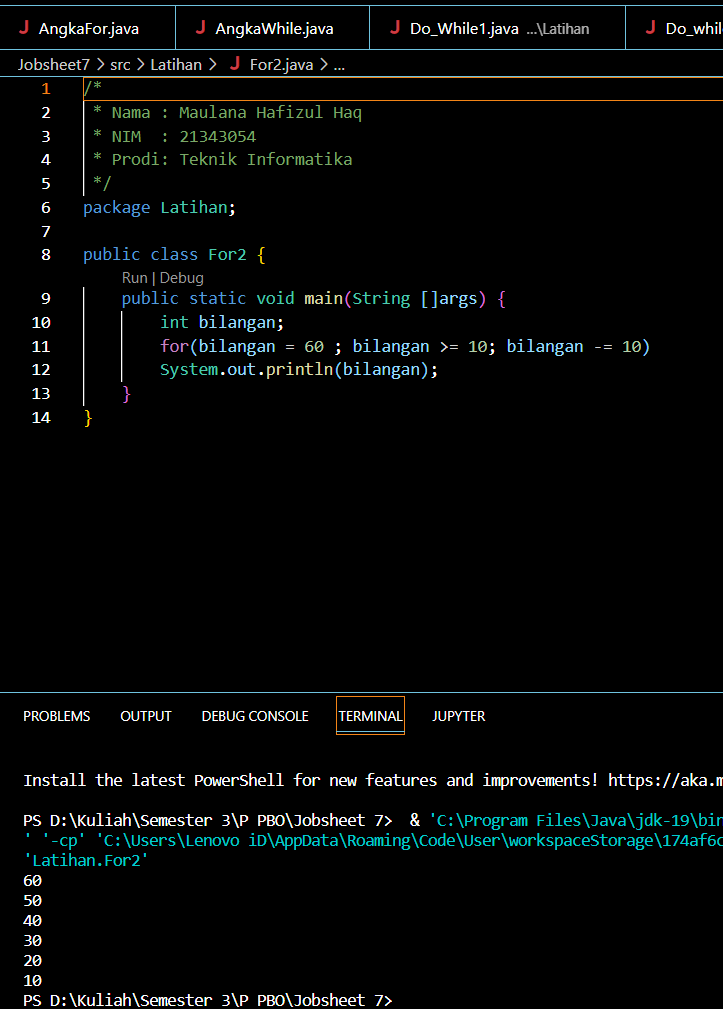 J AngkaFor.java J AngkaWhile.java J Do_While1.java ...\Latihan J Do_whil
Jobsheet7 > src > Latihan > J For2.java > ...
1 /*
2 * Nama : Maulana Hafizul Haq
3 * NIM  : 21343054
4 * Prodi: Teknik Informatika
5 */
6 package Latihan;
7
8 public class For2 {
Run | Debug
9 public static void main(String []args) {
10 int bilangan;
11 for(bilangan = 60 ; bilangan >= 10; bilangan -= 10)
12 System.out.println(bilangan);
13 }
14 }
PROBLEMS OUTPUT DEBUG CONSOLE TERMINAL JUPYTER
Install the latest PowerShell for new features and improvements! https://aka.m
PS D:\Kuliah\Semester 3\P PBO\Jobsheet 7>  & 'C:\Program Files\Java\jdk-19\bin
' '-cp' 'C:\Users\Lenovo iD\AppData\Roaming\Code\User\workspaceStorage\174af6c
'Latihan.For2'
60
50
40
30
20
10
PS D:\Kuliah\Semester 3\P PBO\Jobsheet 7>